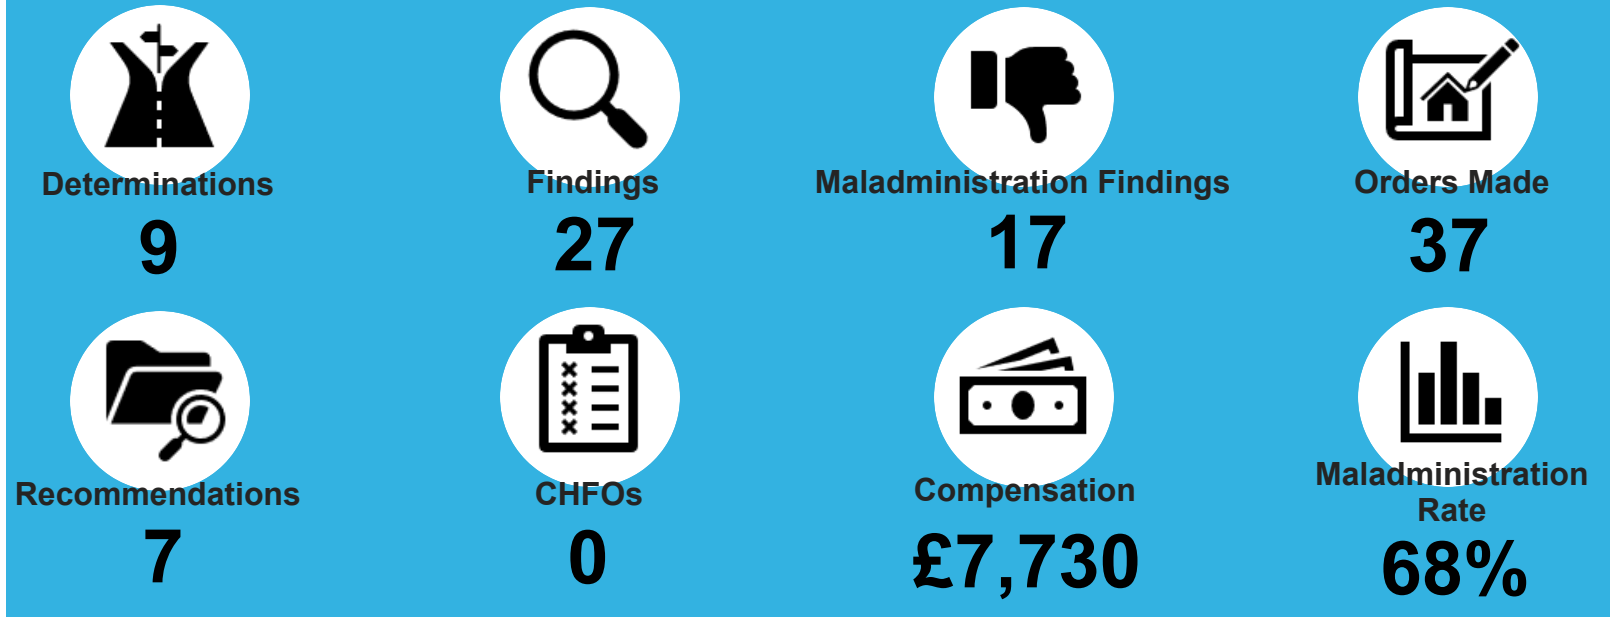 Determinations
9
Findings
27
Maladministration Findings
17
Orders Made
37
Recommendations
7
CHFOs
0
Compensation
£7,730
Maladministration
Rate
68%